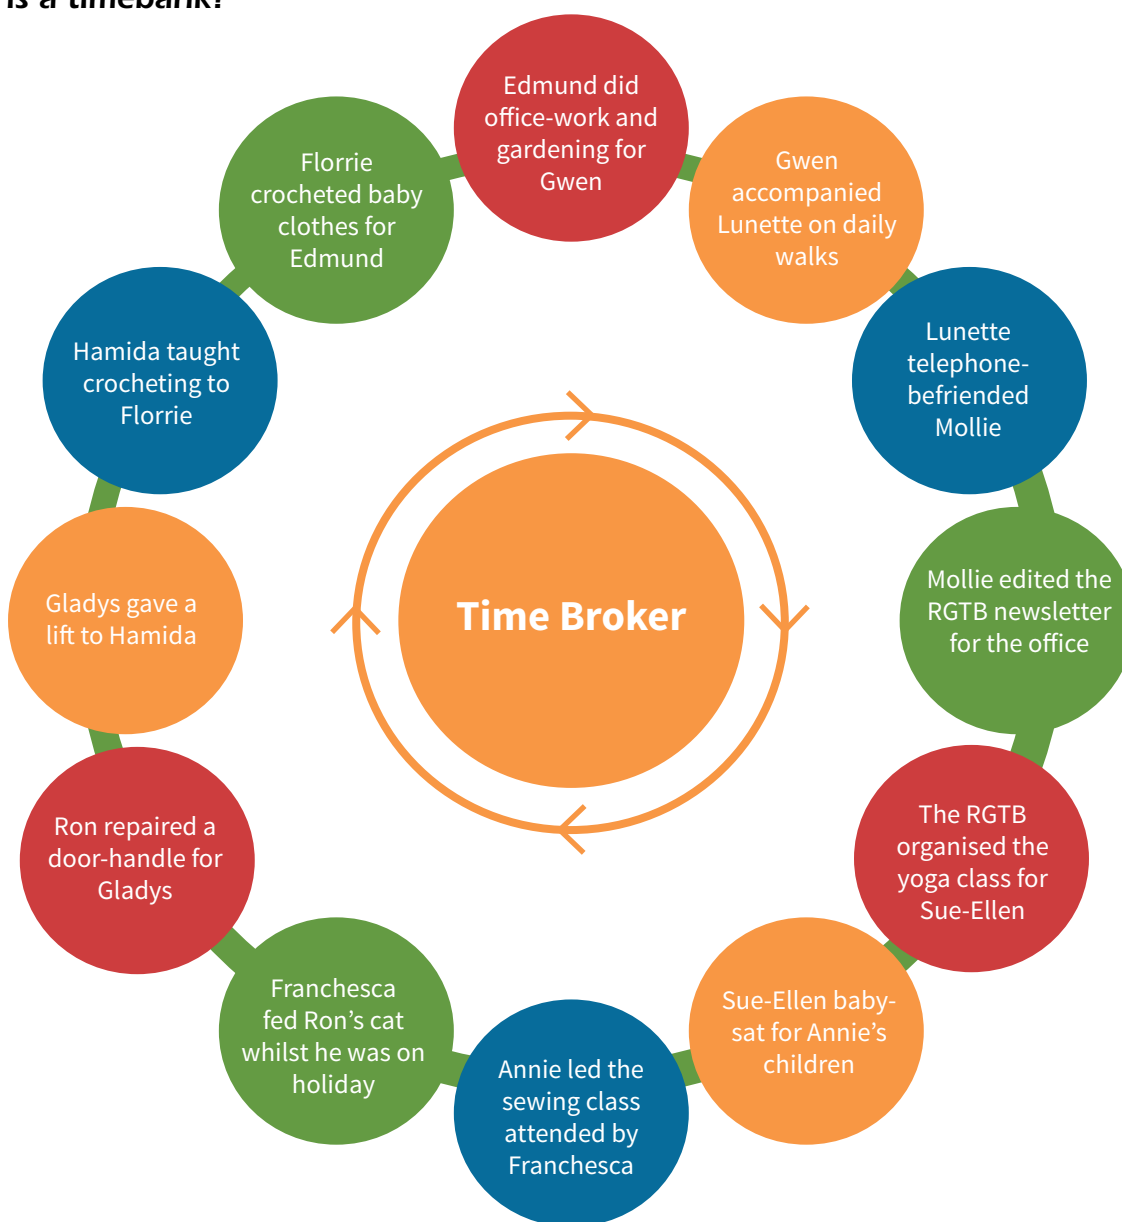 is a timebank?
Edmund did
office-work and
gardening for
Gwen
Gwen
accompanied
Lunette on daily
walks
Lunette
telephone-
befriended
Mollie
Mollie edited the
RGTB newsletter
for the office
The RGTB
organised the
yoga class for
Sue-Ellen
Sue-Ellen baby-
sat for Annie’s
children
Annie led the
sewing class
attended by
Franchesca
Franchesca
fed Ron’s cat
whilst he was on
holiday
Ron repaired a
door-handle for
Gladys
Gladys gave a
lift to Hamida
Hamida taught
crocheting to
Florrie
Florrie
crocheted baby
clothes for
Edmund
Time Broker